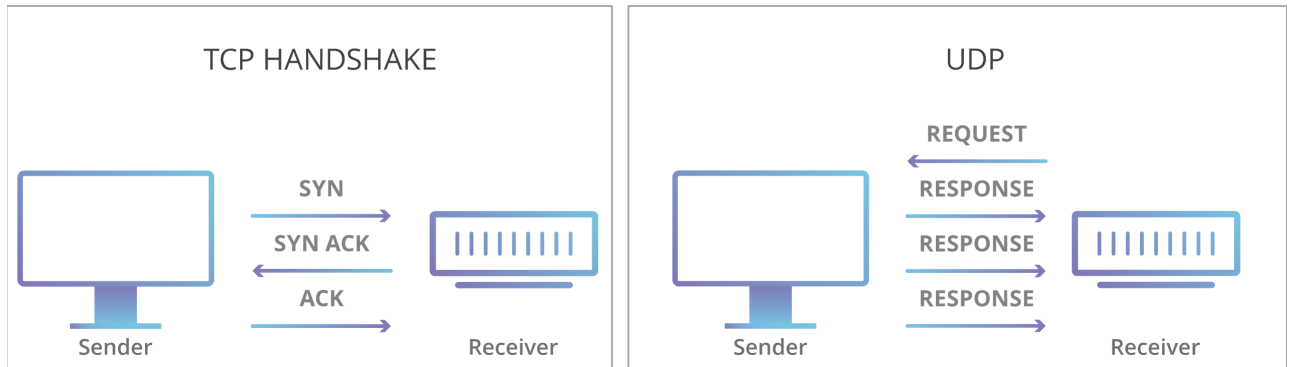 TCP HANDSHAKE
SYN
SYN ACK
ACK
Sender
Receiver
UDP
REQUEST
RESPONSE
RESPONSE
RESPONSE
Sender
Receiver